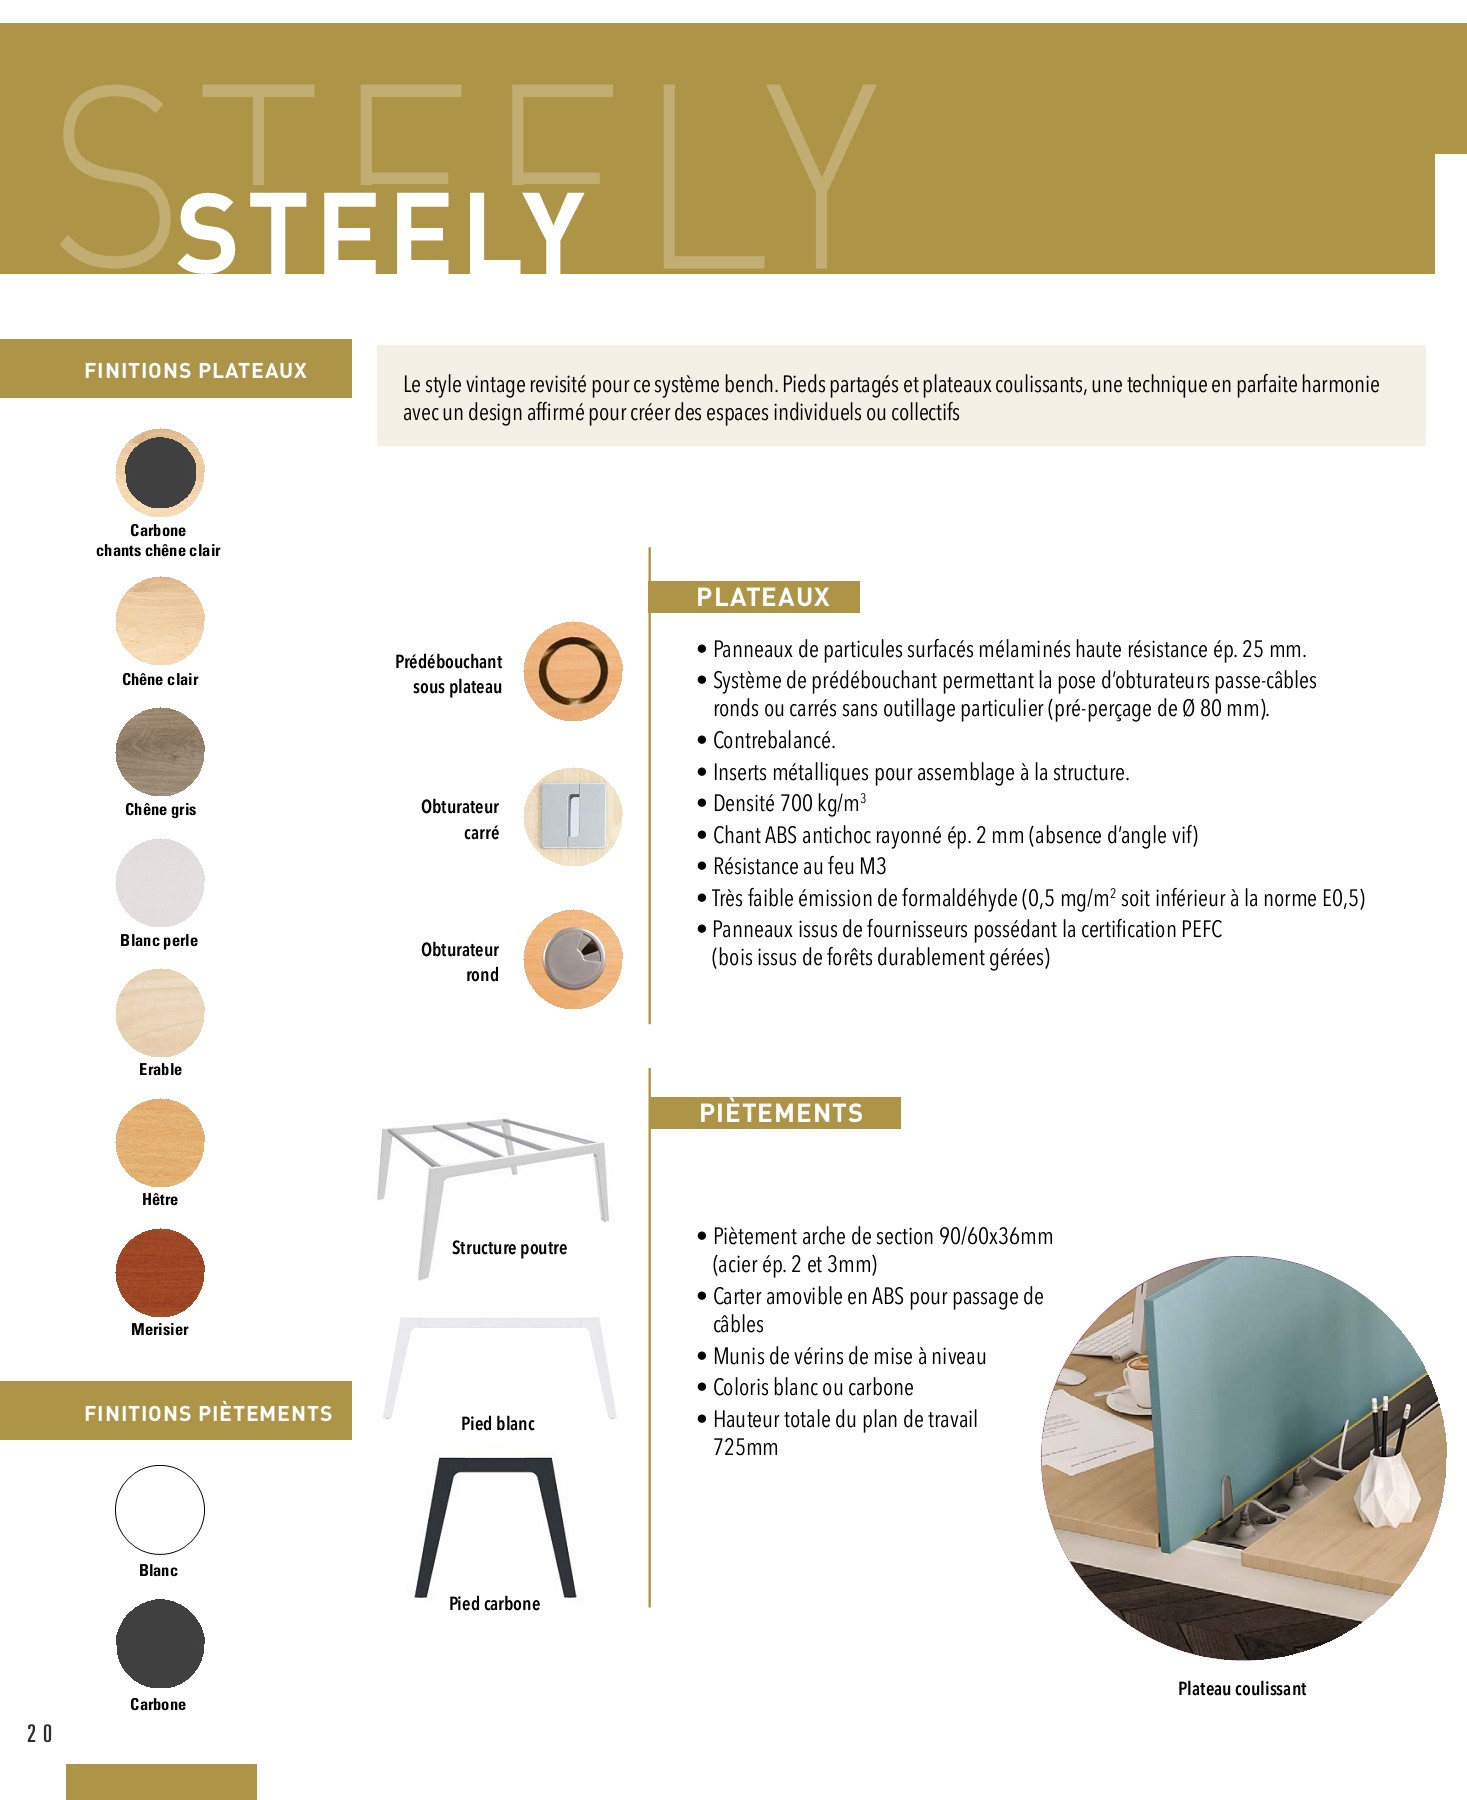 STEELY
STEELY
FINITIONS PLATEAUX
Le style vintage revisité pour ce système bench. Pieds partagés et plateaux coulissants, une technique en parfaite harmonie
avec un design affirmé pour créer des espaces individuels ou collectifs
Carbone
chants chêne clair
Chêne clair
Chêne gris
Blanc perle
Erable
Hêtre
Merisier
FINITIONS PIÈTEMENTS
Blanc
Carbone
Prédébouchant
sous plateau
Obturateur
carré
Obturateur
rond
PLATEAUX
• Panneaux de particules surfacés mélaminés haute résistance ép. 25 mm.
• Système de prédébouchant permettant la pose d’obturateurs passe-câbles
ronds ou carrés sans outillage particulier (pré-perçage de Ø 80 mm).
• Contrebalancé.
• Inserts métalliques pour assemblage à la structure.
• Densité 700 kg/m³
• Chant ABS antichoc rayonné ép. 2 mm (absence d’angle vif)
• Résistance au feu M3
• Très faible émission de formaldéhyde (0,5 mg/m² soit inférieur à la norme E0,5)
• Panneaux issus de fournisseurs possédant la certification PEFC
(bois issus de forêts durablement gérées)
Structure poutre
Pied blanc
Pied carbone
PIÈTEMENTS
• Piètement arche de section 90/60x36mm
(acier ép. 2 et 3mm)
• Carter amovible en ABS pour passage de
câbles
• Munis de vérins de mise à niveau
• Coloris blanc ou carbone
• Hauteur totale du plan de travail
725mm
Plateau coulissant
20